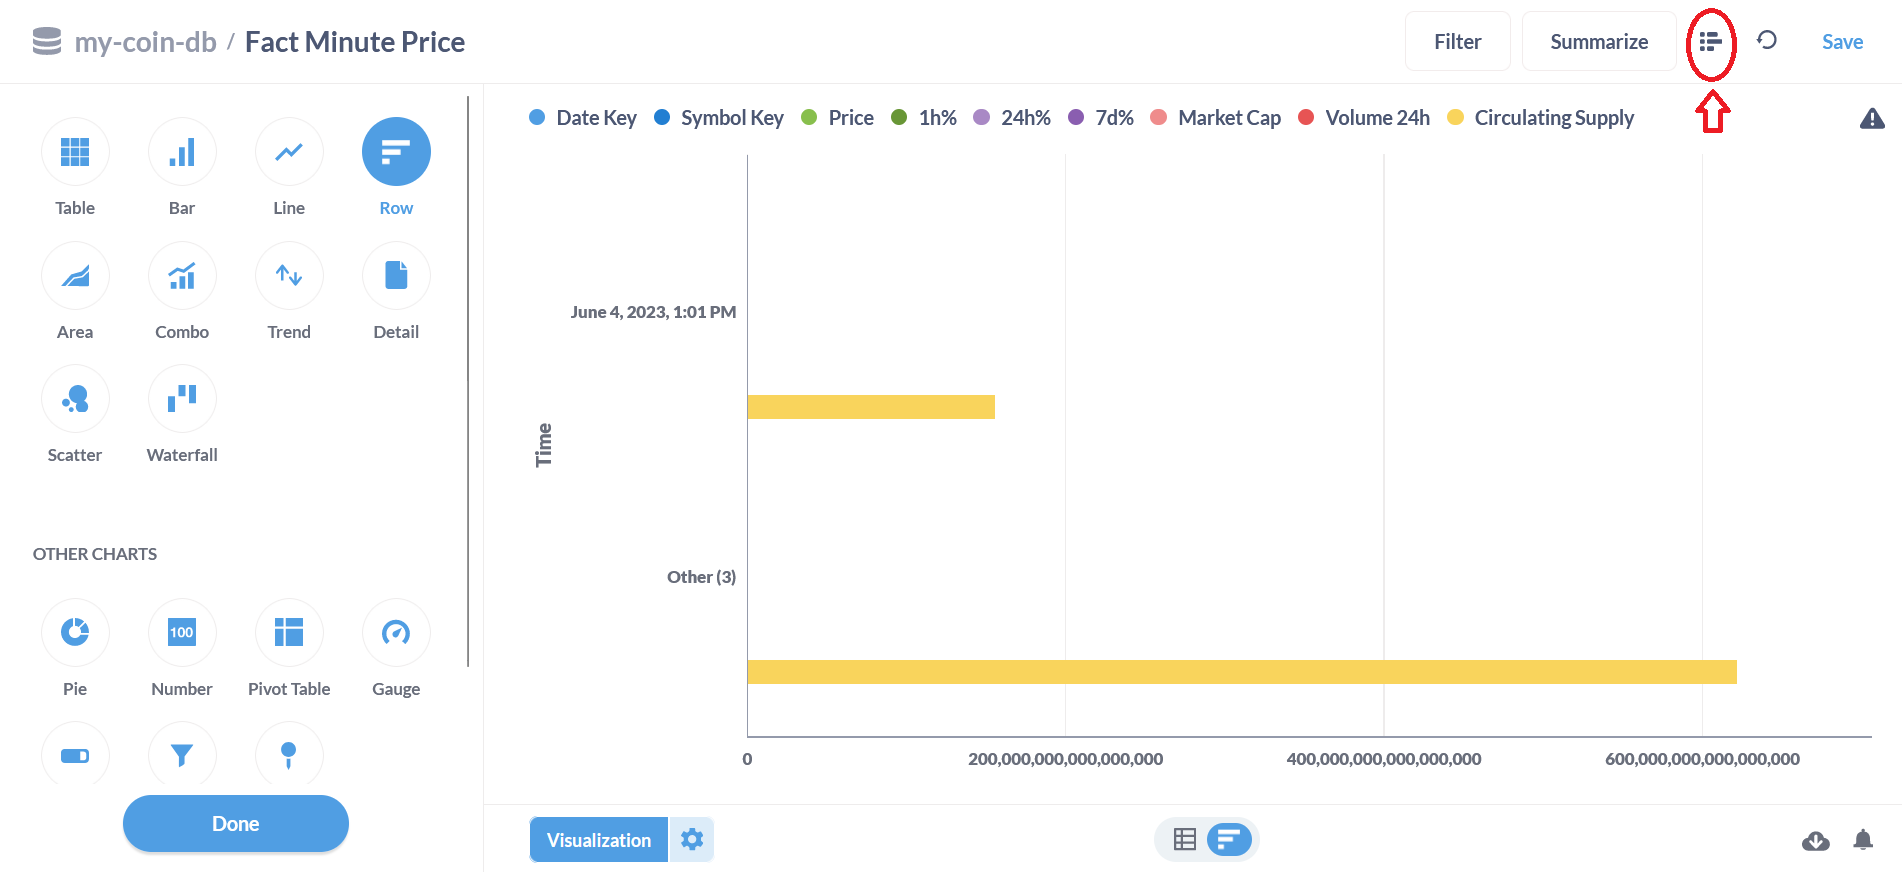 my-coin-db / Fact Minute Price
Filter
Summarize
Save
Table
Bar
Line
Row
Area
Combo
Trend
Detail
Scatter
Waterfall
OTHER CHARTS
100
Pie
Number
Pivot Table
Gauge
Done
Date Key
Symbol Key
Price
1h%
24h%
7d%
Market Cap
Volume 24h
Circulating Supply
June 4, 2023, 1:01 PM
Time
Other (3)
0
200,000,000,000,000
400,000,000,000,000
600,000,000,000,000
Visualization